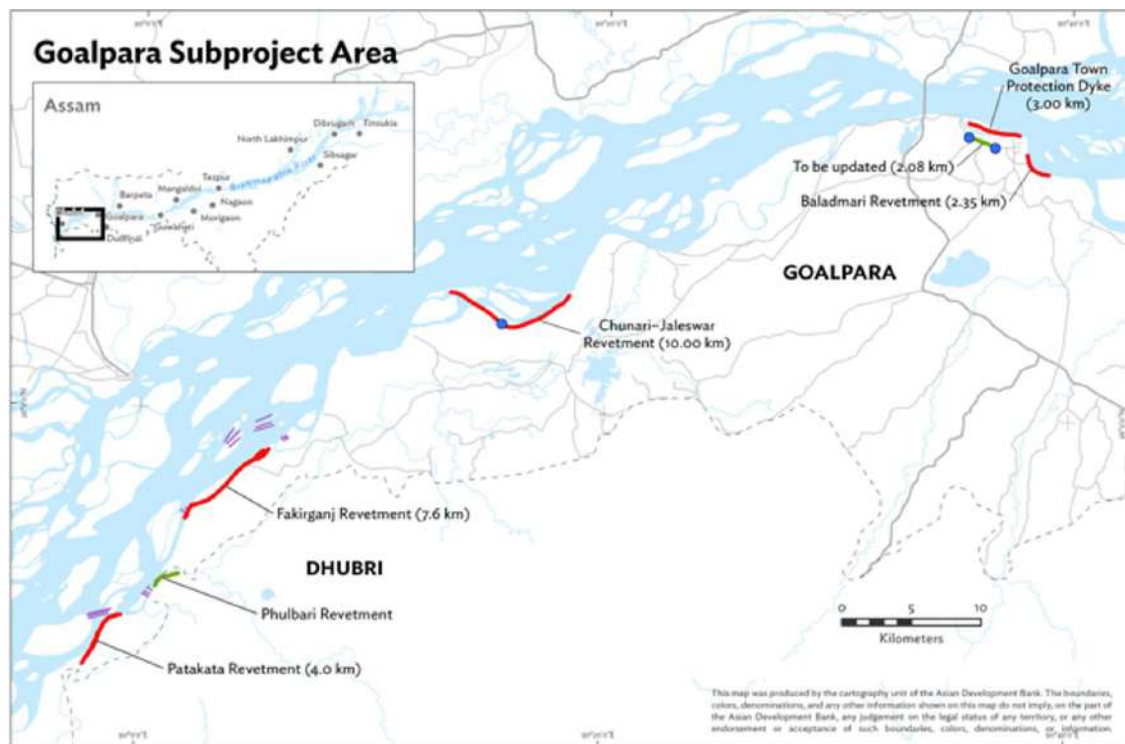 Goalpara Subproject Area
Assam
Dibrugarh
Tinsukia
North Lakhimpur
Sibsagar
Brahmaputra River
Tezpur
Mangaldoi
Nagaon
Barpeta
Morigaon
Goalpara
Guwahati
Goalpara Town
Protection Dyke
(3.00 km)
To be updated (2.08 km)
Baladmari Revetment (2.35 km)
GOALPARA
Chunari–Jaleswar
Revetment (10.00 km)
Fakirganj Revetment (7.6 km)
DHUBRI
Phulbari Revetment
Patakata Revetment (4.0 km)
0 5 10
Kilometers
This map was produced by the cartography unit of the Asian Development Bank. The boundaries,
colors, denominations, and any other information shown on this map do not imply, on the part of
the Asian Development Bank, any judgement on the legal status of any territory, or any other
endorsement or acceptance of such boundaries, colors, denominations, or information.